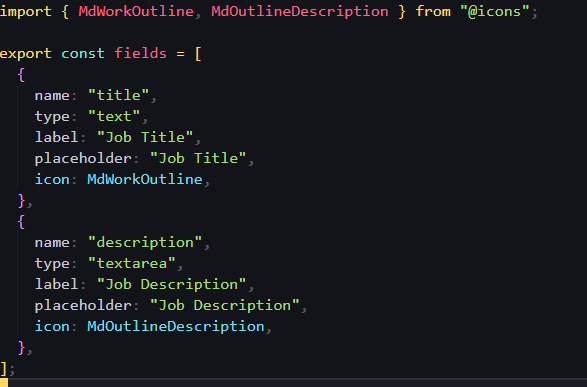 import { MdWorkOutline, MdOutlineDescription } from "@icons";
export const fields = [
{
name: "title",
type: "text",
label: "Job Title",
placeholder: "Job Title",
icon: MdWorkOutline,
},
{
name: "description",
type: "textarea",
label: "Job Description",
placeholder: "Job Description",
icon: MdOutlineDescription,
},
];